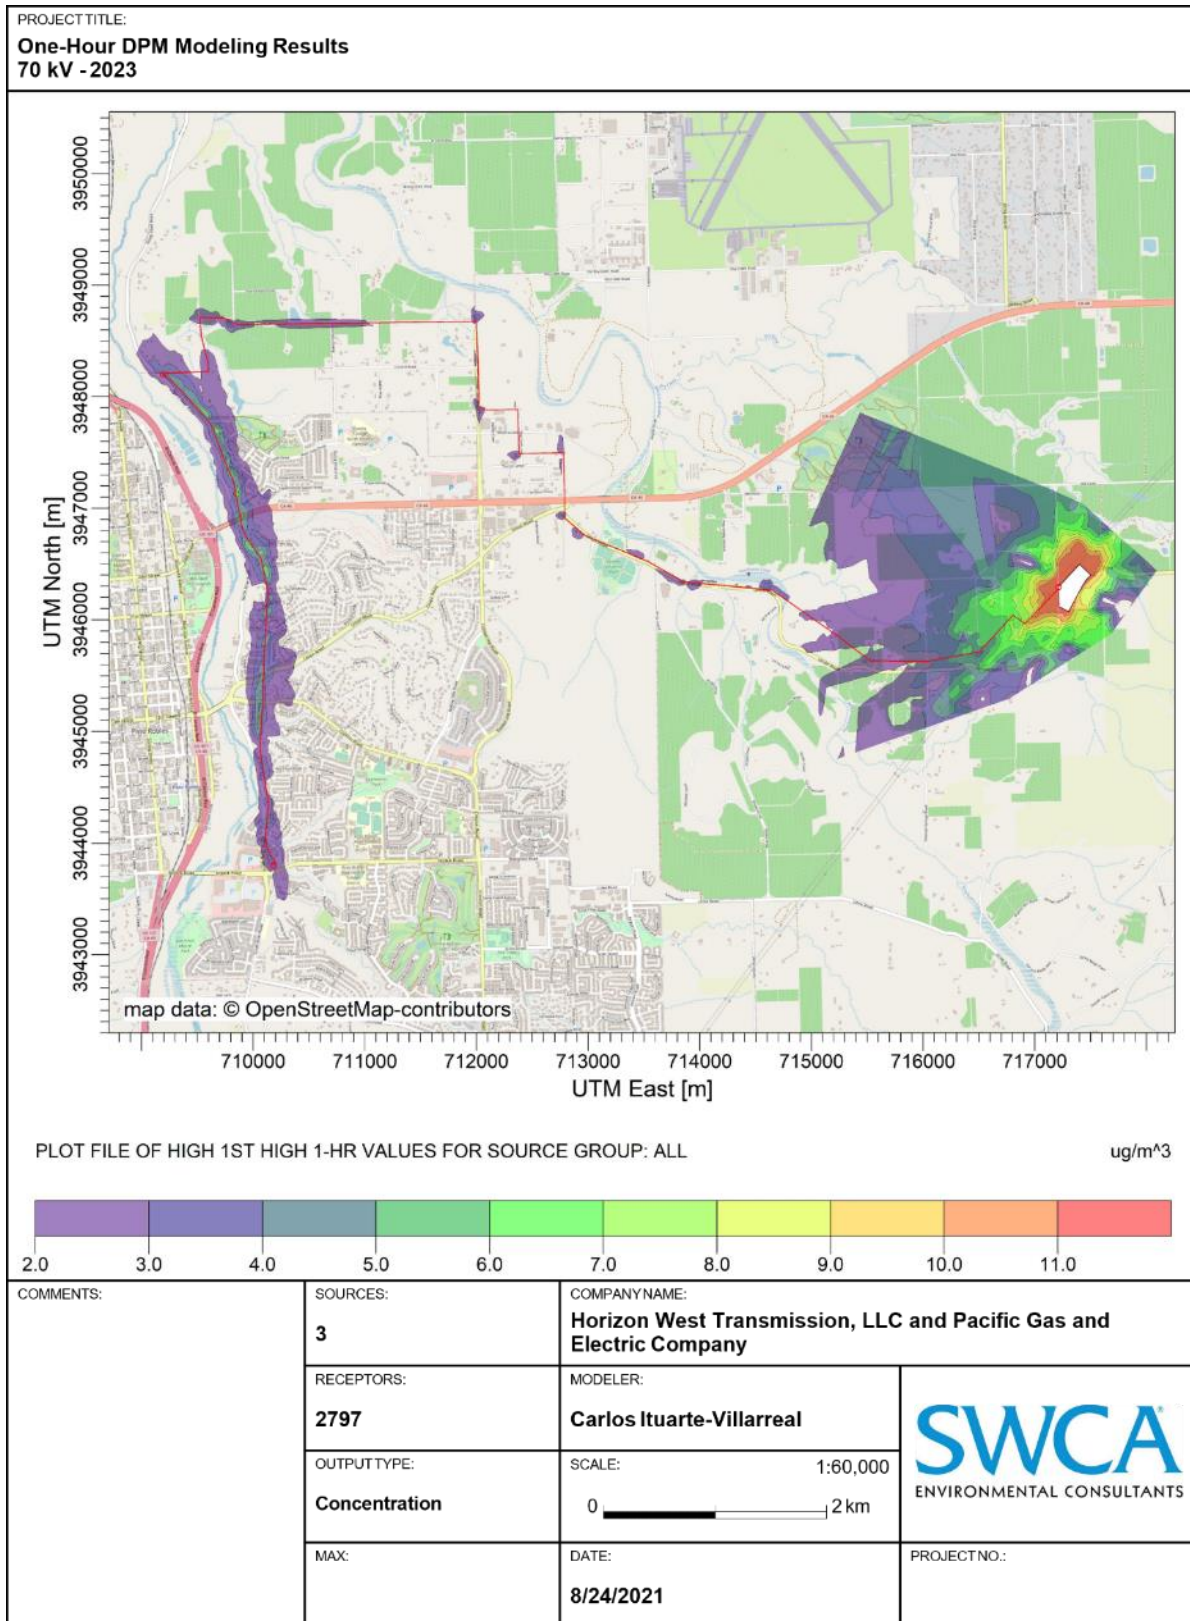 PROJECT TITLE:
One-Hour DPM Modeling Results
70 kV - 2023
UTM North [m]
3950000
3949000
3948000
3947000
3946000
3945000
3944000
3943000
map data: © OpenStreetMap-contributors
710000 711000 712000 713000 714000 715000 716000 717000
UTM East [m]
PLOT FILE OF HIGH 1ST HIGH 1-HR VALUES FOR SOURCE GROUP: ALL
ug/m^3
2.0 3.0 4.0 5.0 6.0 7.0 8.0 9.0 10.0 11.0
COMMENTS:
SOURCES:
3
COMPANY NAME:
Horizon West Transmission, LLC and Pacific Gas and
Electric Company
RECEPTORS:
2797
MODELER:
Carlos Ituarte-Villarreal
OUTPUT TYPE:
Concentration
SCALE:
1:60,000
0
2 km
SWCA
ENVIRONMENTAL CONSULTANTS
MAX:
DATE:
8/24/2021
PROJECT NO.: